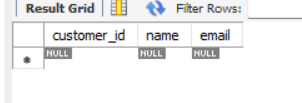 Result Grid Filter Rows:
customer_id name email
NULL NULL NULL